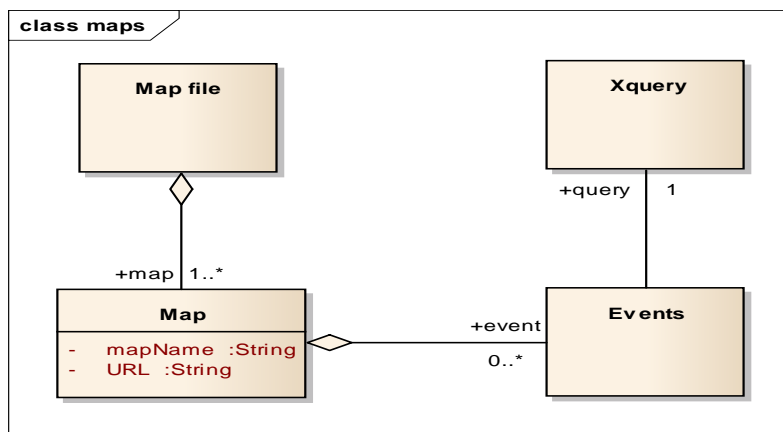 class maps
Map file
Xquery
+query 1
+map 1..*
Map
- mapName :String
- URL :String
+event
0..*
Events